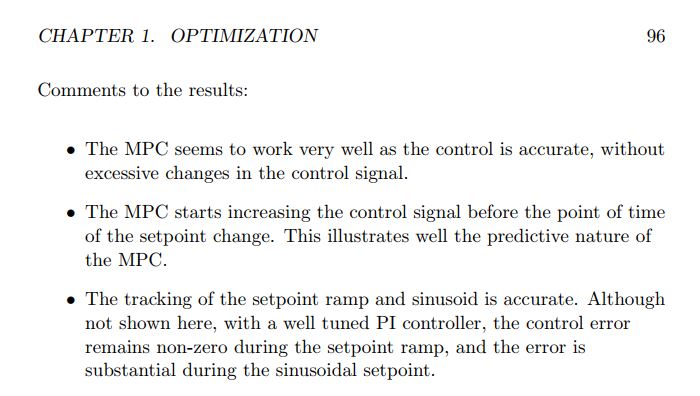 CHAPTER 1. OPTIMIZATION 96
Comments to the results:
• The MPC seems to work very well as the control is accurate, without
excessive changes in the control signal.
• The MPC starts increasing the control signal before the point of time
of the setpoint change. This illustrates well the predictive nature of
the MPC.
• The tracking of the setpoint ramp and sinusoid is accurate. Although
not shown here, with a well tuned PI controller, the control error
remains non-zero during the setpoint ramp, and the error is
substantial during the sinusoidal setpoint.